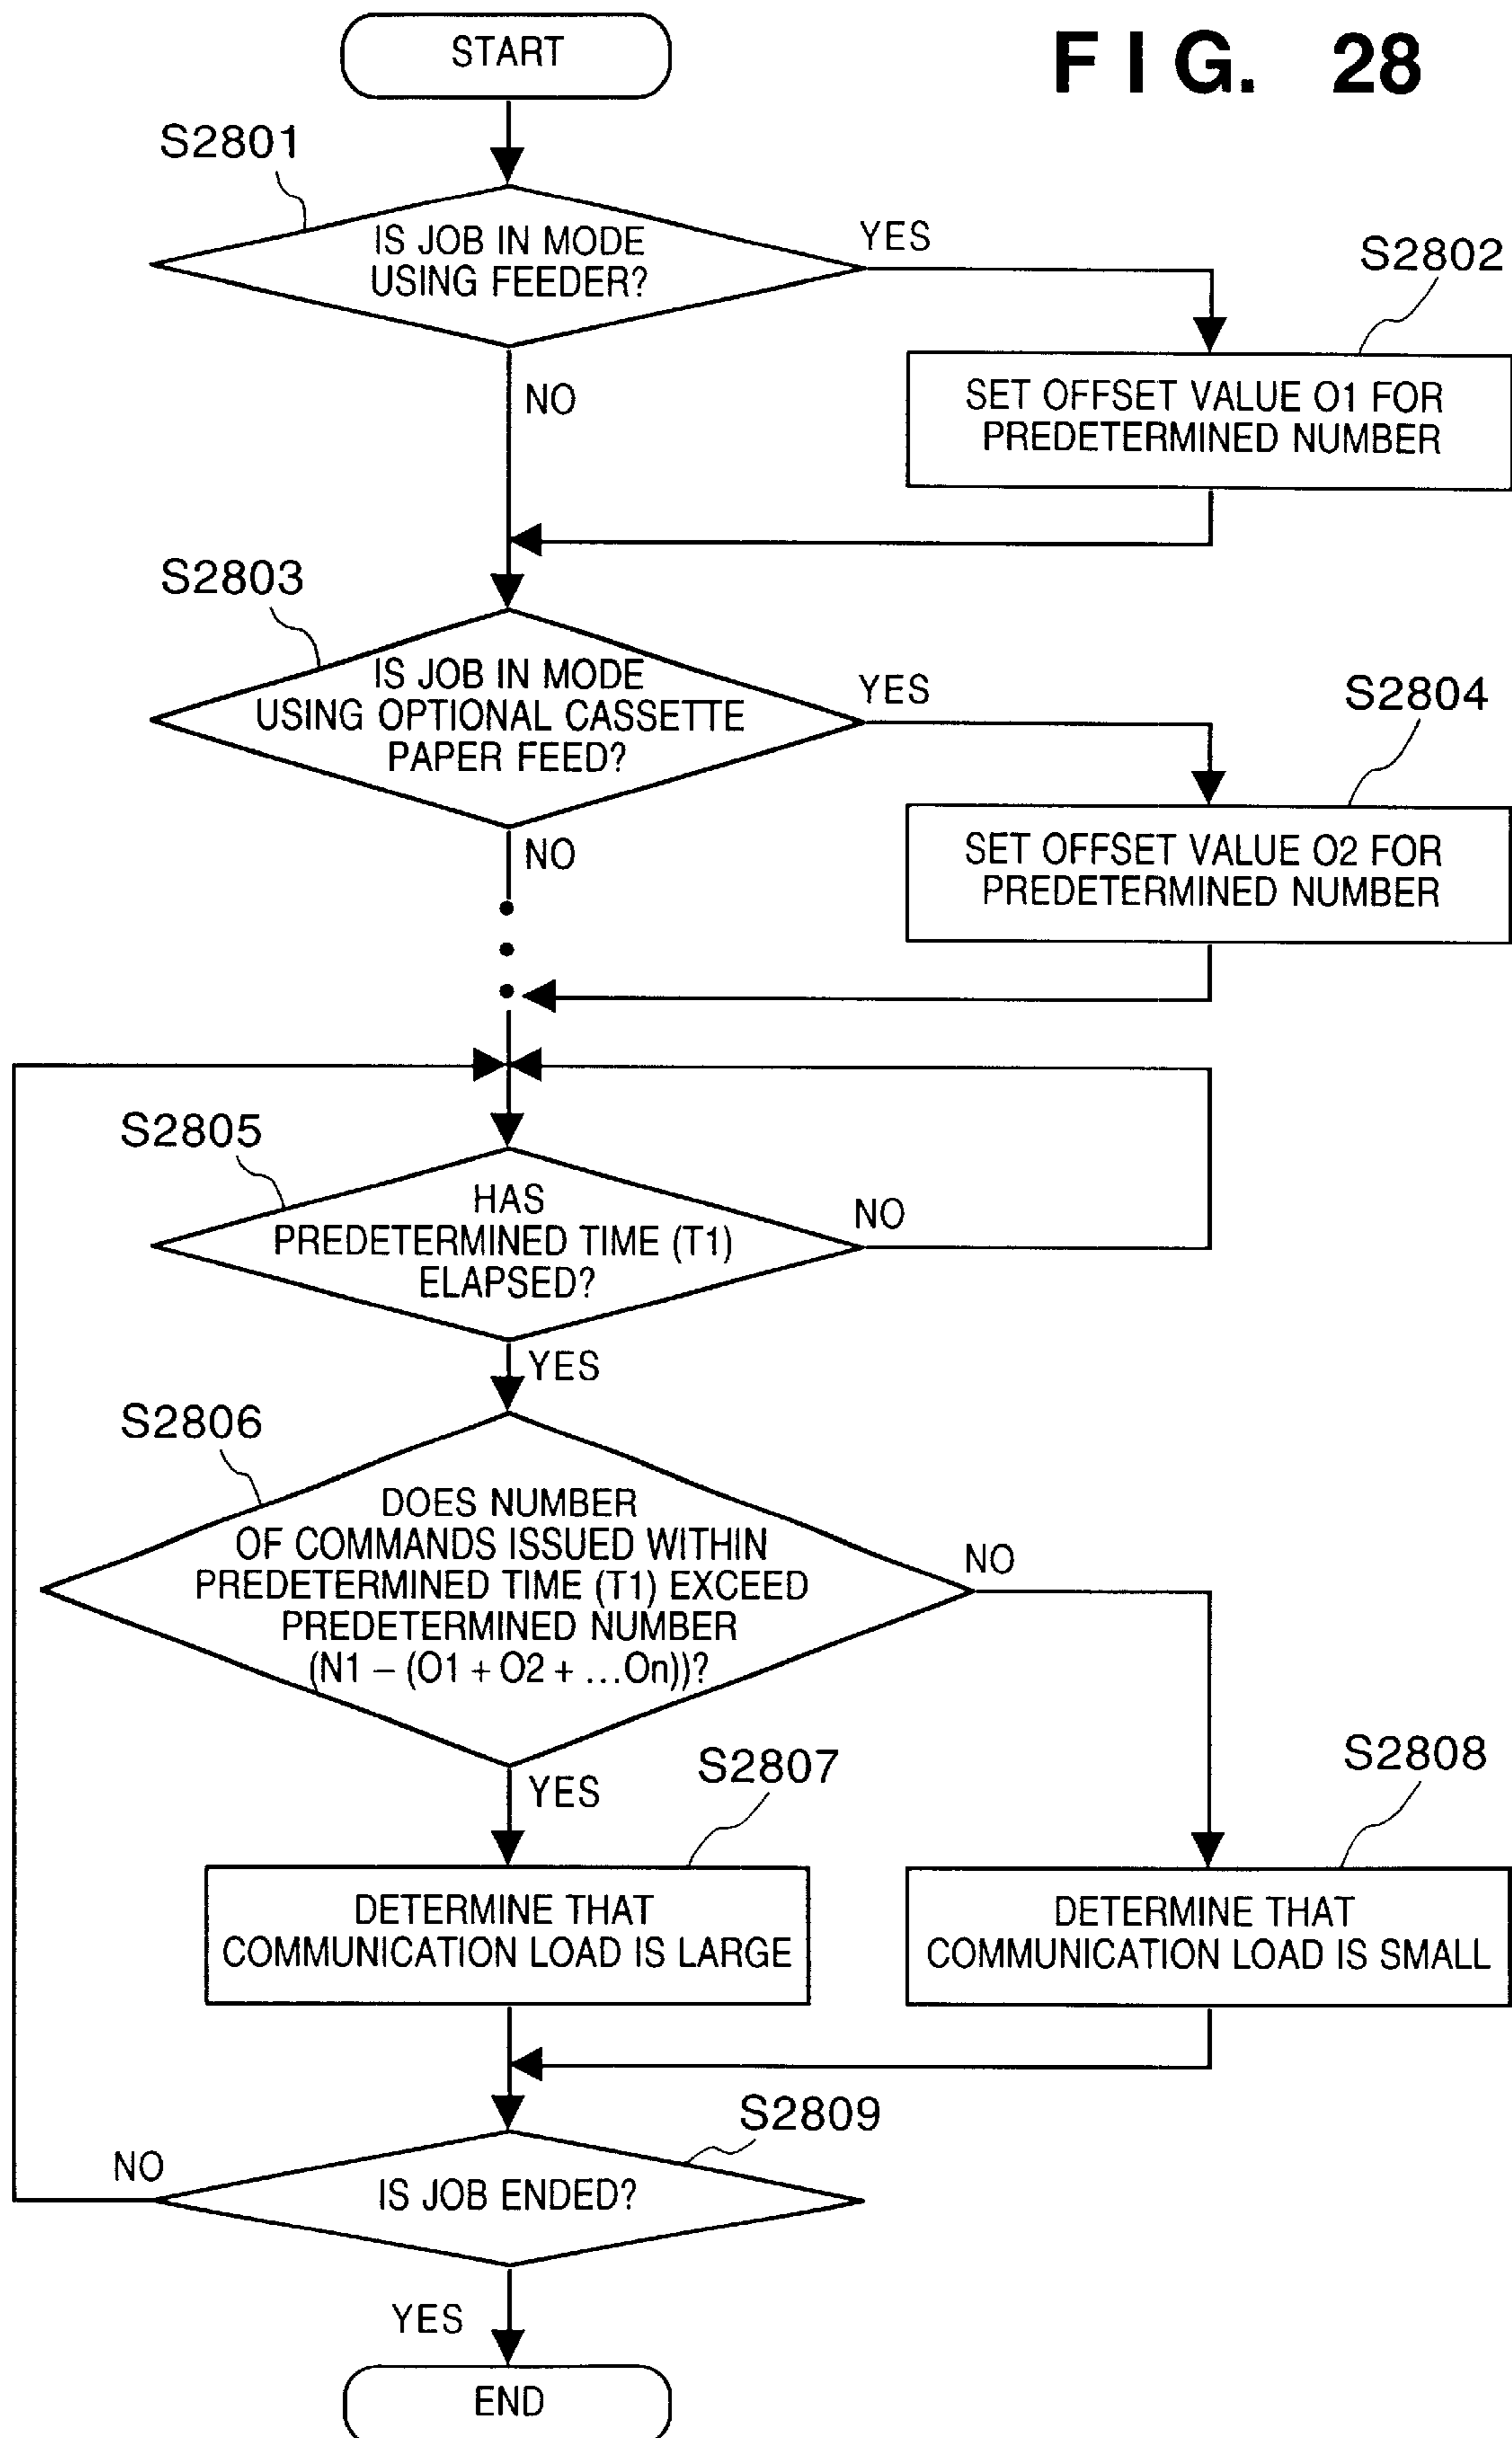 START
F I G. 28
S2801
IS JOB IN MODE
USING FEEDER?
YES
S2802
NO
SET OFFSET VALUE O1 FOR
PREDETERMINED NUMBER
S2803
IS JOB IN MODE
USING OPTIONAL CASSETTE
PAPER FEED?
YES
S2804
NO
SET OFFSET VALUE O2 FOR
PREDETERMINED NUMBER
S2805
HAS
PREDETERMINED TIME (T1)
ELAPSED?
NO
YES
S2806
DOES NUMBER
OF COMMANDS ISSUED WITHIN
PREDETERMINED TIME (T1) EXCEED
PREDETERMINED NUMBER
(N1 – (O1 + O2 + ...On))?
NO
YES
S2807
S2808
DETERMINE THAT
COMMUNICATION LOAD IS LARGE
DETERMINE THAT
COMMUNICATION LOAD IS SMALL
S2809
NO
IS JOB ENDED?
YES
END